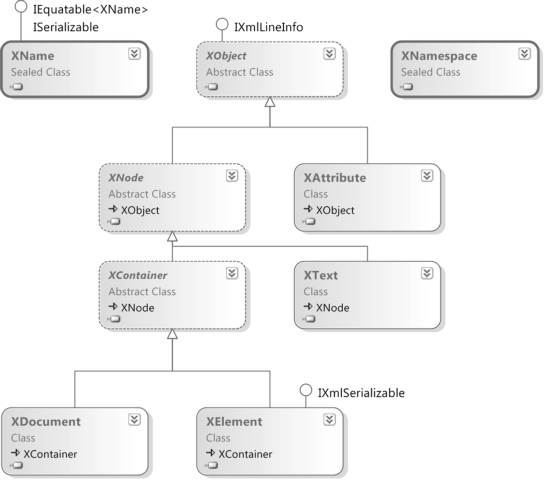 IEquatable<XName>
ISerializable
XName
Sealed Class
IXmlLineInfo
XObject
Abstract Class
XNamespace
Sealed Class
XNode
Abstract Class
XObject
XAttribute
Class
XObject
XContainer
Abstract Class
XNode
XText
Class
XNode
XDocument
Class
XContainer
IXmlSerializable
XElement
Class
XContainer